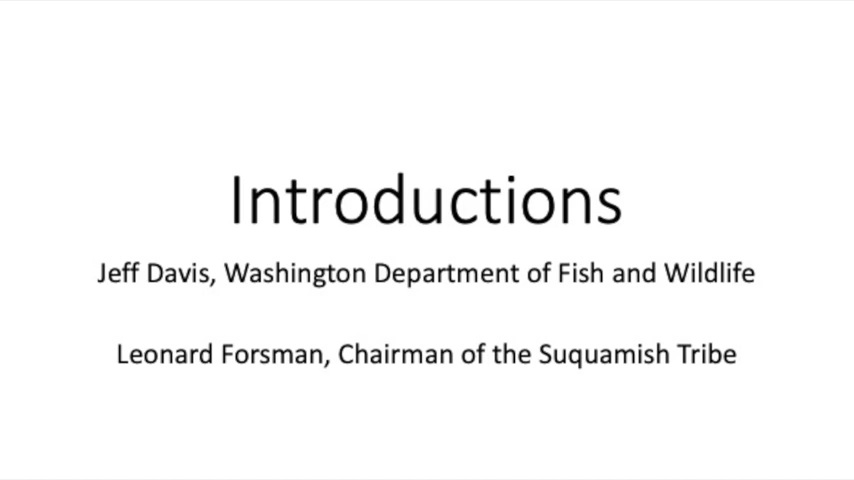 Introductions
Jeff Davis, Washington Department of Fish and Wildlife
Leonard Forsman, Chairman of the Suquamish Tribe